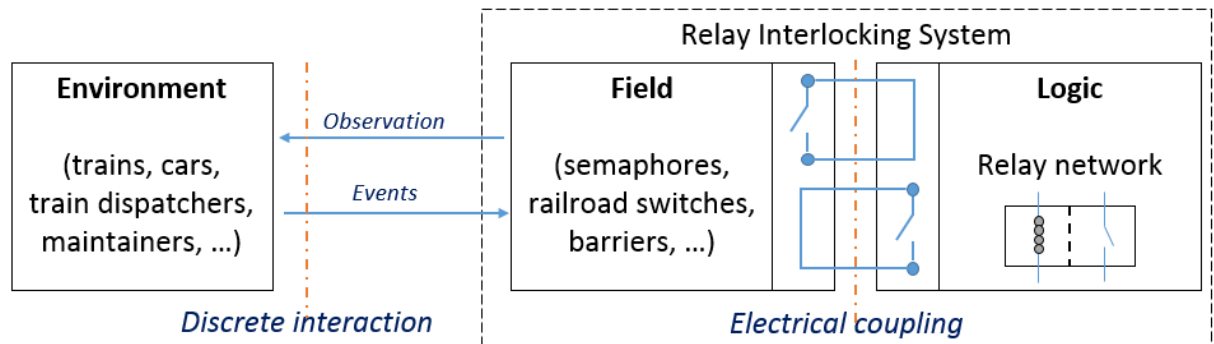 Relay Interlocking System
Environment
(trains, cars,
train dispatchers,
maintainers, ...)
Observation
Events
Field
(semaphores,
railroad switches,
barriers, ...)
Logic
Relay network
Discrete interaction
Electrical coupling